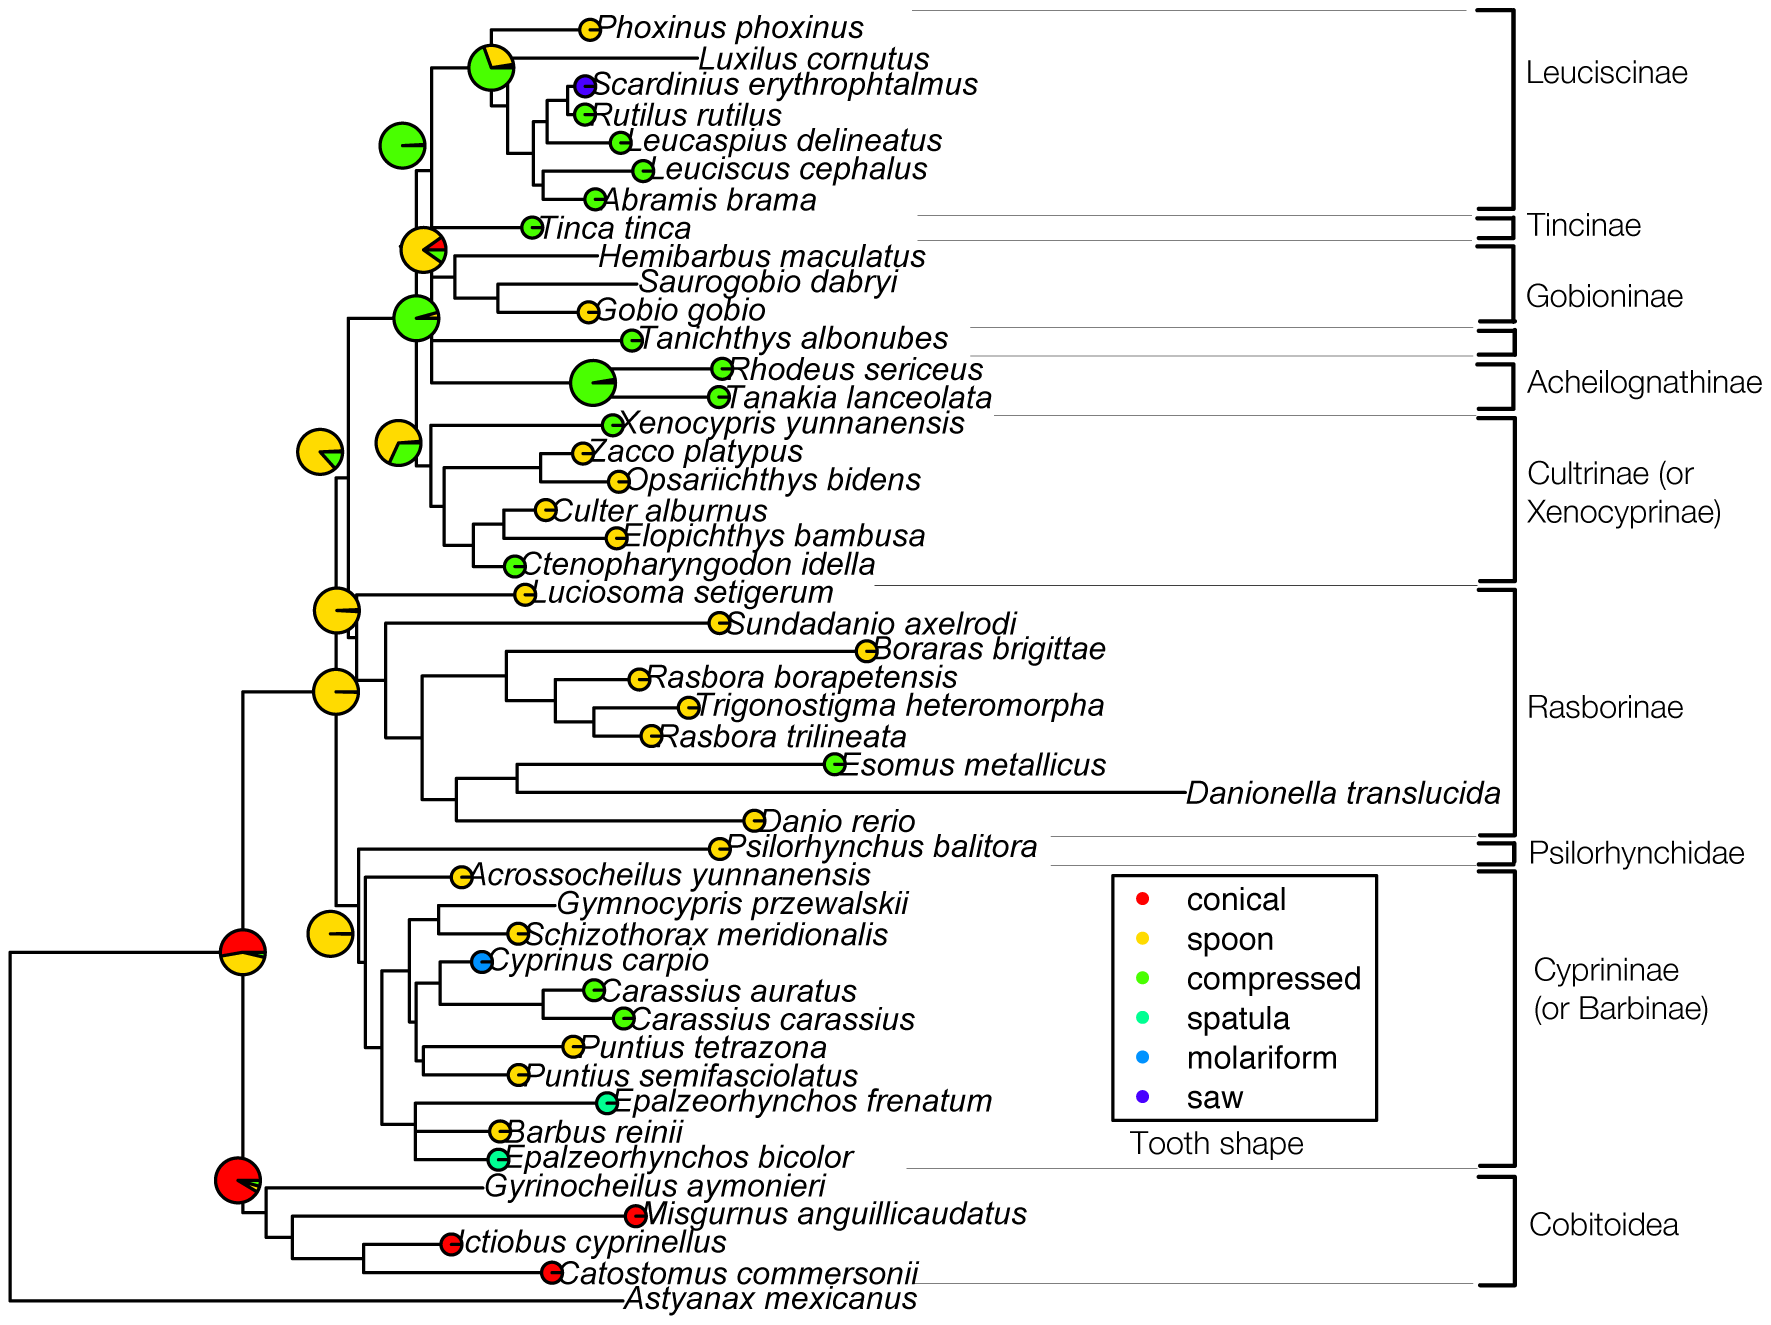 Phoxinus phoxinus
Luxilus cornutus
Scardinius erythrophtalmus
Rutilus rutilus
Leucaspius delineatus
Leuciscus cephalus
Abramis brama
Leuciscinae
Tinca tinca
Tincinae
Hemibarbus maculatus
Saurogobio dabryi
Gobio gobio
Gobioninae
Tanichthys albonubes
Rhodeus sericeus
Tanakia lanceolata
Acheilognathinae
Xenocypris yunnanensis
Zacco platypus
Opsariichthys bidens
Culter alburnus
Elopichthys bambusa
Ctenopharyngodon idella
Cultrinae (or
Xenocyprinae)
Luciosoma setigerum
Sundadanio axelrodi
Boraras brigittae
Rasbora borapetensis
Trigonostigma heteromorpha
Rasbora trilineata
Esomus metallicus
Danionella translucida
Danio rerio
Rasborinae
Psilorhynchus balitora
Psilorhynchidae
Acrossocheilus yunnanensis
Gymnocypris przewalskii
Schizothorax meridionalis
Cyprinus carpio
Carassius auratus
Carassius carassius
Puntius tetrazona
Puntius semifasciolatus
Epalzeorhynchos frenatum
Barbus reinii
Epalzeorhynchos bicolor
Cyprininae
(or Barbinae)
conical
spoon
compressed
spatula
molariform
saw
Tooth shape
Gyrinocheilus aymonieri
Misgurnus anguillicaudatus
Ictiobus cyprinellus
Catostomus commersonii
Cobitoidea
Astyanax mexicanus